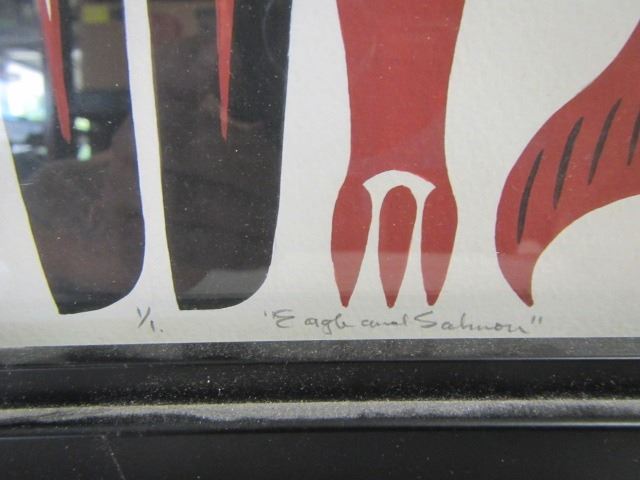 1/1. "Eagle and Salmon"